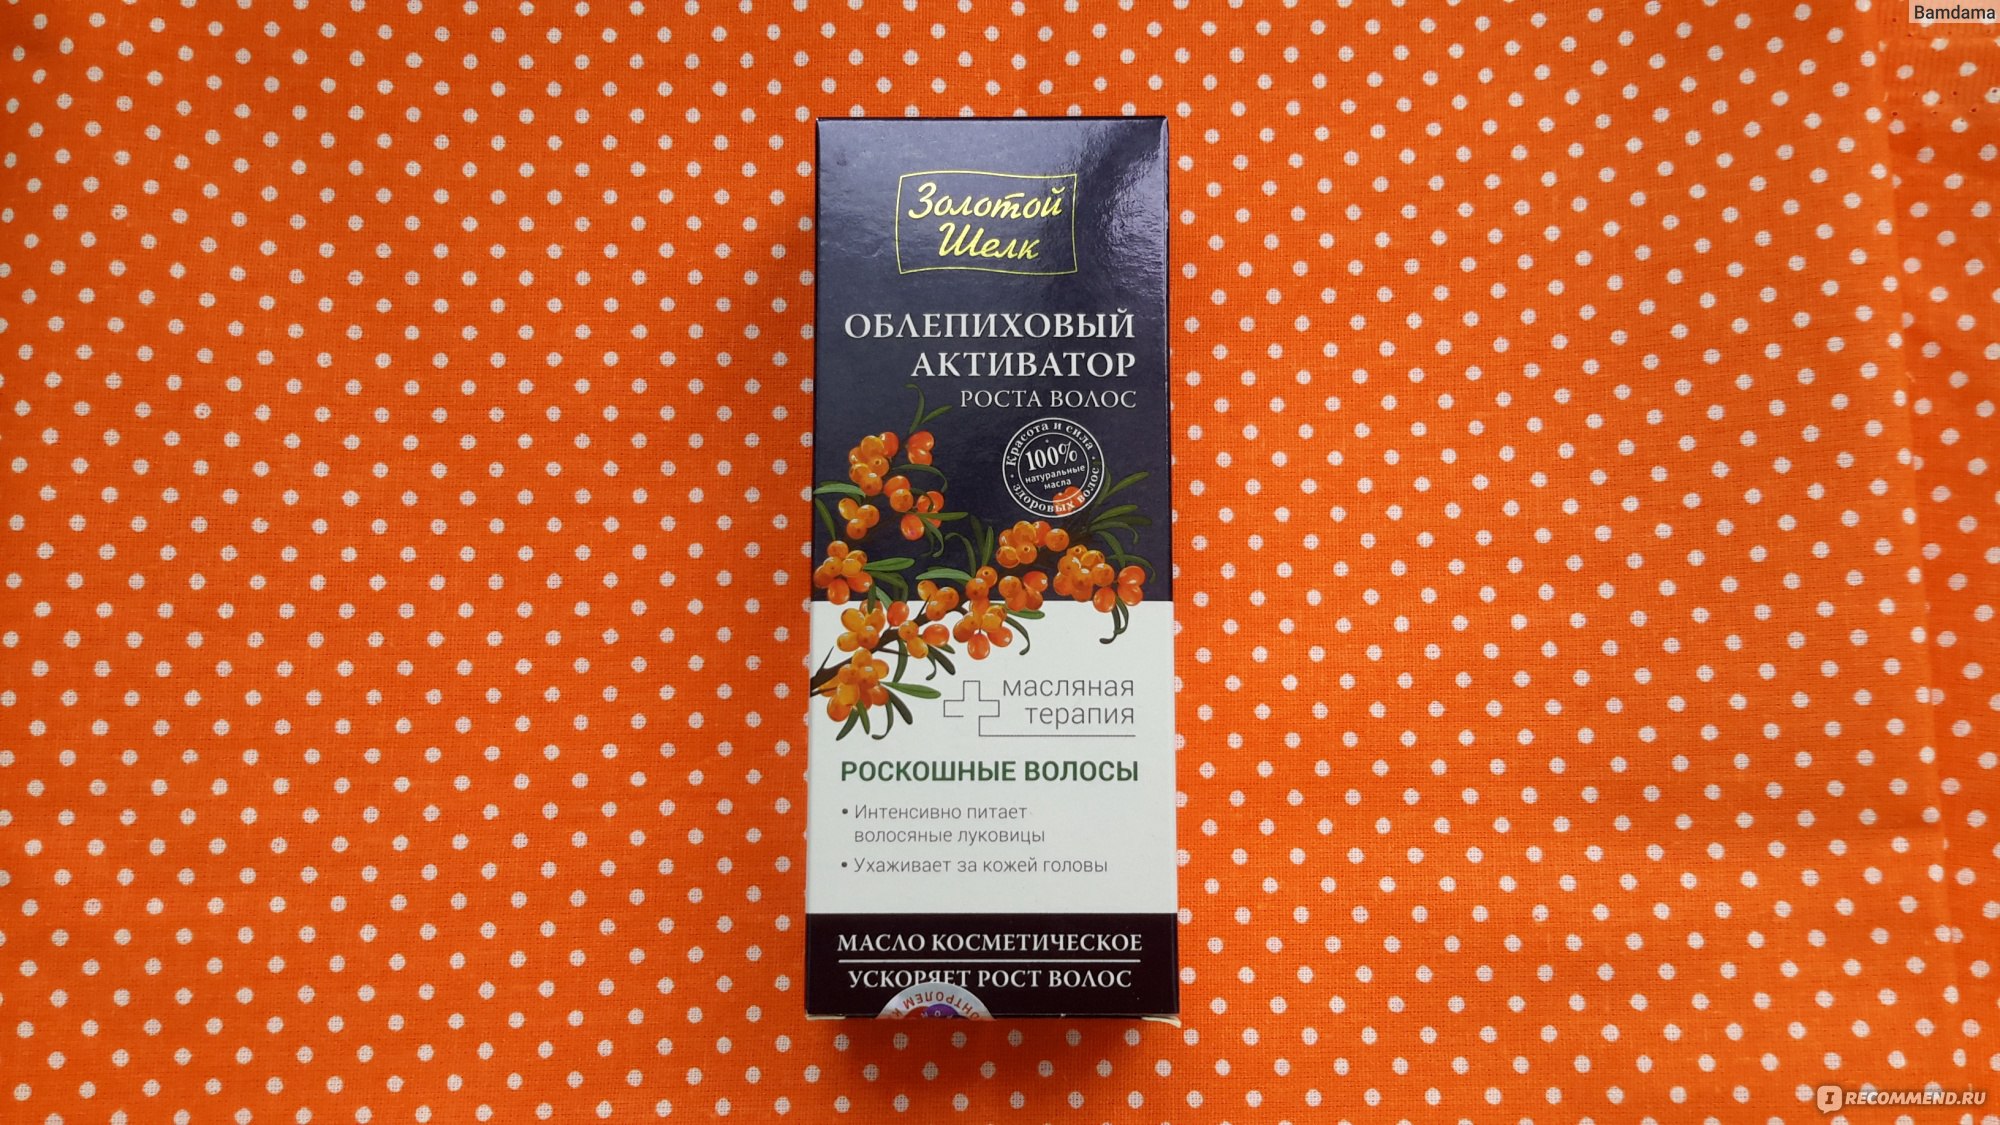 Bamdama
Золотой
Шелк
ОБЛЕПИХОВЫЙ
АКТИВАТОР
РОСТА ВОЛОС
Красота и сила
100%
натуральные
масла
здоровых волос
масляная
терапия
РОСКОШНЫЕ ВОЛОСЫ
• Интенсивно питает
волосяные луковицы
• Ухаживает за кожей головы
МАСЛО КОСМЕТИЧЕСКОЕ
УСКОРЯЕТ РОСТ ВОЛОС
I RECOMMEND.RU